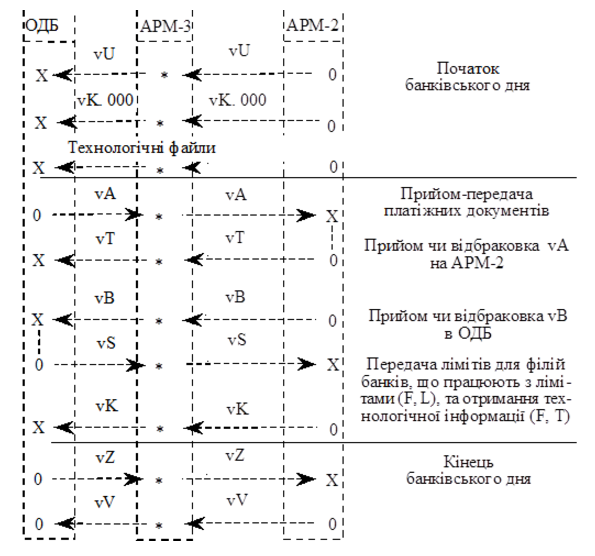 ОДБ АРМ-3 АРМ-2
vU vU
X * 0
Початок
банківського дня
vK. 000 vK. 000
X * 0
Технологічні файли
X * 0
vA vA
0 * X
Прийом-передача
платіжних документів
vT vT
X * 0
Прийом чи відбраковка vA
на АРМ-2
vB vB
X * 0
Прийом чи відбраковка vB
в ОДБ
vS vS
0 * X
Передача лімітів для філій
банків, що працюють з лімі-
тами (F, L), та отримання тех-
нологічної інформації (F, T)
vK vK
X * 0
vZ vZ
0 * X
Кінець
банківського дня
vV vV
0 * 0